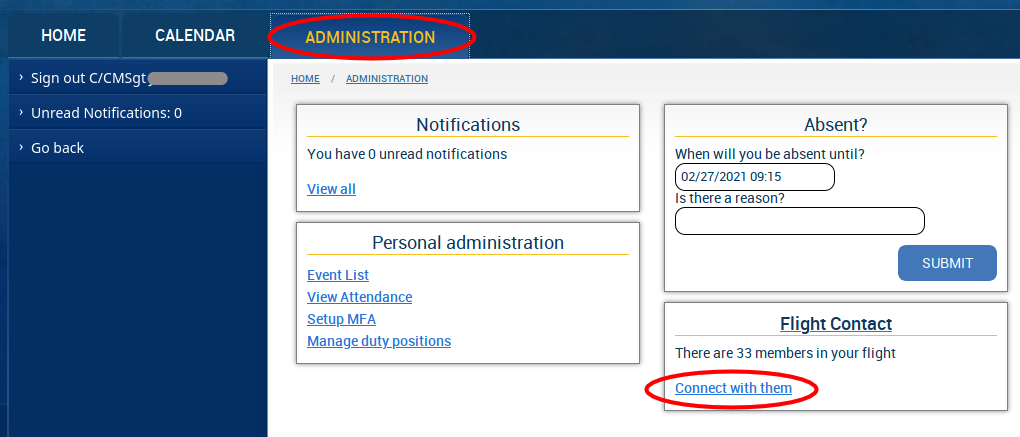 HOME
CALENDAR
ADMINISTRATION
› Sign out C/CMSgt
› Unread Notifications: 0
› Go back
HOME / ADMINISTRATION
Notifications
You have 0 unread notifications
View all
Personal administration
Event List
View Attendance
Setup MFA
Manage duty positions
Absent?
When will you be absent until?
02/27/2021 09:15
Is there a reason?
SUBMIT
Flight Contact
There are 33 members in your flight
Connect with them